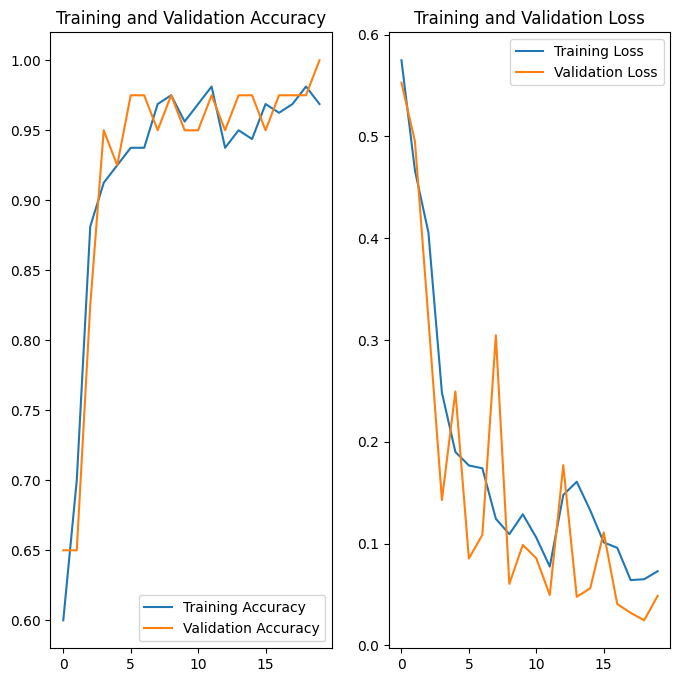 Training and Validation Accuracy
1.00
0.95
0.90
0.85
0.80
0.75
0.70
0.65
0.60
Training Accuracy
Validation Accuracy
0 5 10 15
Training and Validation Loss
0.6
0.5
0.4
0.3
0.2
0.1
0.0
Training Loss
Validation Loss
0 5 10 15